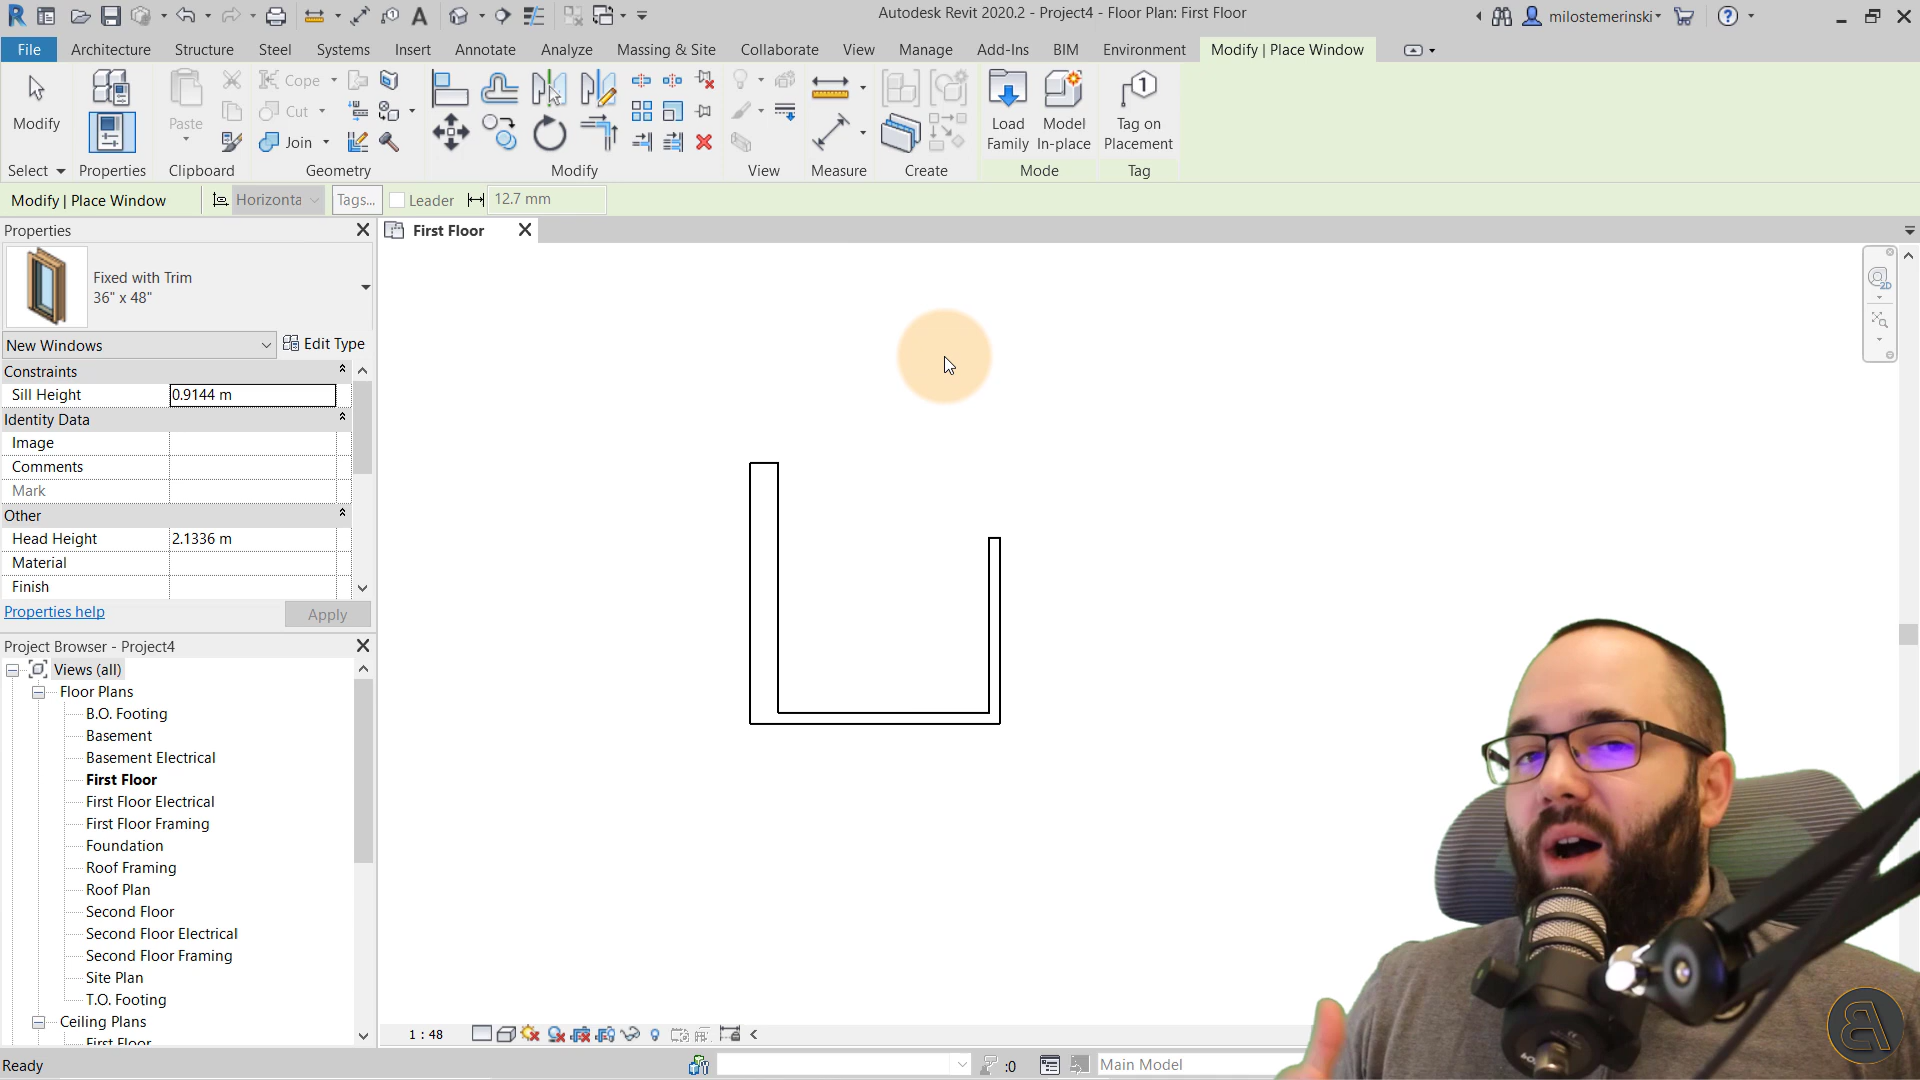 Autodesk Revit 2020.2 - Project4 - Floor Plan: First Floor
milostemerinski
File Architecture Structure Steel Systems Insert Annotate Analyze Massing & Site Collaborate View Manage Add-Ins BIM Environment Modify | Place Window
Modify
Select
Properties
Paste
Clipboard
Cope
Cut
Join
Geometry
Modify
View
Measure
Create
Load Family
Model In-place
Mode
1
Tag on Placement
Tag
Modify | Place Window Horizonta Tags... Leader 12.7 mm
Properties
Fixed with Trim
36" x 48"
New Windows Edit Type
Constraints
Sill Height 0.9144 m
Identity Data
Image
Comments
Mark
Other
Head Height 2.1336 m
Material
Finish
Properties help Apply
Project Browser - Project4
Views (all)
Floor Plans
B.O. Footing
Basement
Basement Electrical
First Floor
First Floor Electrical
First Floor Framing
Foundation
Roof Framing
Roof Plan
Second Floor
Second Floor Electrical
Second Floor Framing
Site Plan
T.O. Footing
Ceiling Plans
First Floor
First Floor
2D
1 : 48
Ready
:0
Main Model